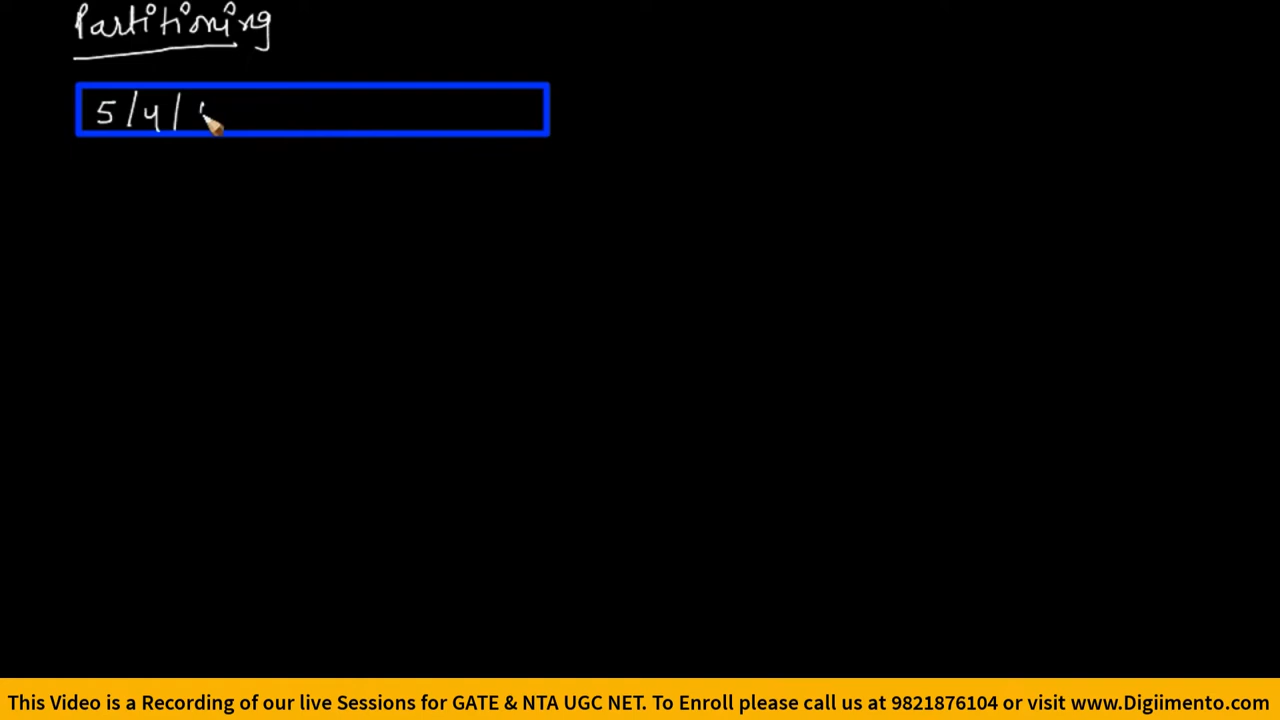 Partitioning
5 | 4 |
This Video is a Recording of our live Sessions for GATE & NTA UGC NET. To Enroll please call us at 9821876104 or visit www.Digiimento.com